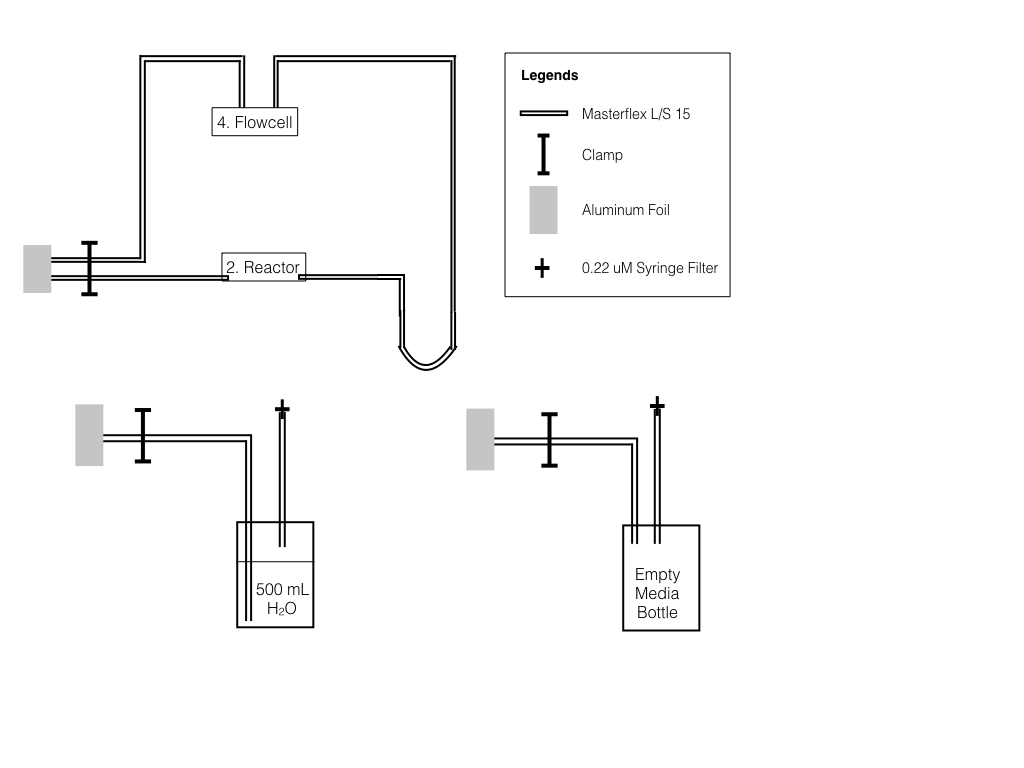 4. Flowcell
2. Reactor
Legends
Masterflex L/S 15
Clamp
Aluminum Foil
0.22 uM Syringe Filter
500 mL
H₂O
Empty
Media
Bottle